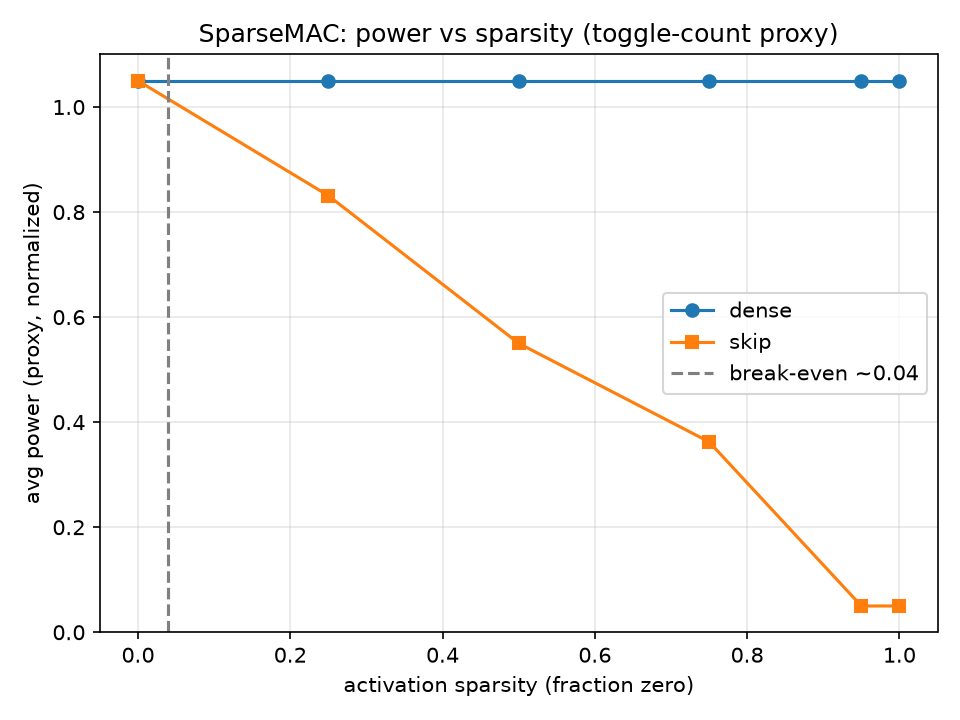 SparseMAC: power vs sparsity (toggle-count proxy)
avg power (proxy, normalized)
1.0
0.8
0.6
0.4
0.2
0.0
dense
skip
break-even ~0.04
0.0 0.2 0.4 0.6 0.8 1.0
activation sparsity (fraction zero)